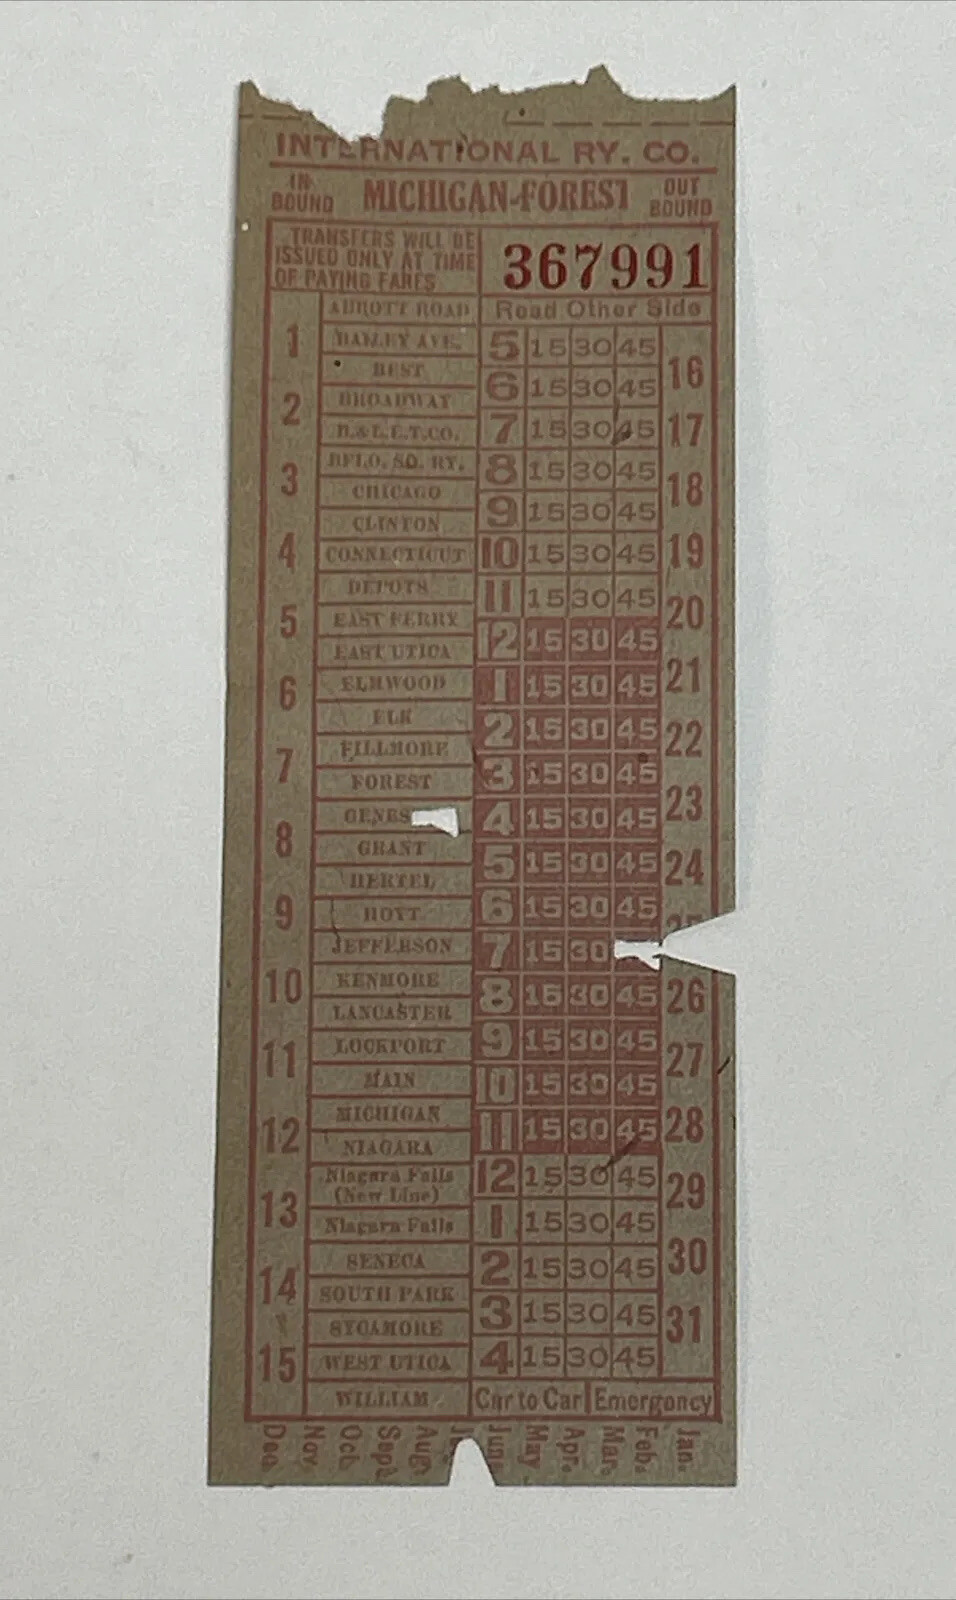 INTERNATIONAL RY. CO.
IN BOUND
MICHIGAN-FOREST
OUT BOUND
TRANSFERS WILL BE
ISSUED ONLY AT TIME
OF PAYING FARES
367991
Read Other Side
1
2
3
4
5
6
7
8
9
10
11
12
13
14
15
ABBOTT ROAD
BAILEY AVE.
BEST
BROADWAY
B.&L.E.T.CO.
BFLO. SO. RY.
CHICAGO
CLINTON
CONNECTICUT
DEPOTS
EAST FERRY
EAST UTICA
ELMWOOD
ELK
FILLMORE
FOREST
GENES
GRANT
HERTEL
HOYT
JEFFERSON
KENMORE
LANCASTER
LOCKPORT
MAIN
MICHIGAN
NIAGARA
Niagara Falls
(New Line)
Niagara Falls
SENECA
SOUTH PARK
SYCAMORE
WEST UTICA
WILLIAM
5 15 30 45
6 15 30 45
7 15 30 45
8 15 30 45
9 15 30 45
10 15 30 45
11 15 30 45
12 15 30 45
1 15 30 45
2 15 30 45
3 15 30 45
4 15 30 45
5 15 30 45
6 15 30 45
7 15 30
8 15 30 45
9 15 30 45
10 15 30 45
11 15 30 45
12 15 30 45
1 15 30 45
2 15 30 45
3 15 30 45
4 15 30 45
Car to Car
Emergency
16
17
18
19
20
21
22
23
24
25
26
27
28
29
30
31
Dec.
Nov.
Oct.
Sept.
Aug.
June
May
Apr.
Mar.
Feb.
Jan.